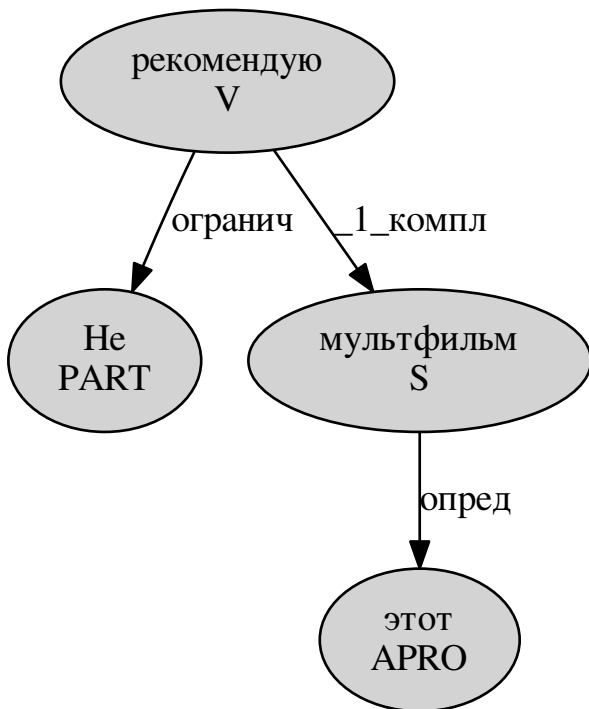 рекомендую
V
огранич
_1_компл
Не
PART
мультфильм
S
опред
этот
APRO